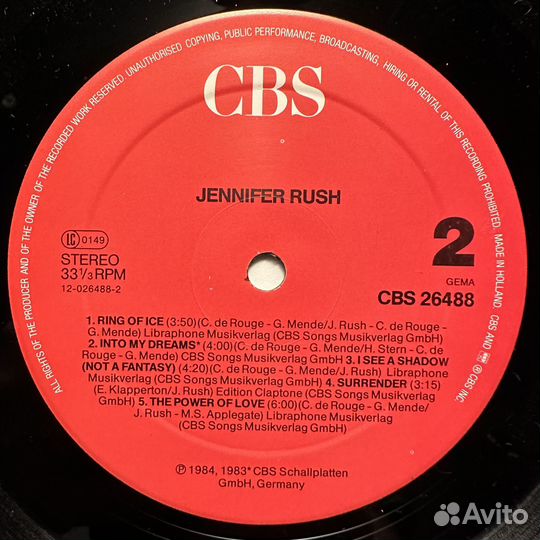 ALL RIGHTS OF THE PRODUCER AND OF THE OWNER OF THE RECORDED WORK RESERVED. UNAUTHORISED COPYING, PUBLIC PERFORMANCE, BROADCASTING, HIRING OR RENTAL OF THIS RECORDING PROHIBITED. MADE IN HOLLAND CBS AND ARE ® CBS INC.
CBS
JENNIFER RUSH
LC 0149
STEREO
33 1/3 RPM
12-026488-2
2
GEMA
CBS 26488
1. RING OF ICE (3:50)(C. de Rouge - G. Mende/J. Rush - C. de Rouge -
G. Mende) Libraphone Musikverlag (CBS Songs Musikverlag GmbH)
2. INTO MY DREAMS* (4:00)(C. de Rouge - G. Mende/H. Stern - C. de
Rouge - G. Mende) CBS Songs Musikverlag GmbH) 3. I SEE A SHADOW
(NOT A FANTASY) (4:20)(C. de Rouge - G. Mende/J. Rush) Libraphone
Musikverlag (CBS Songs Musikverlag GmbH) 4. SURRENDER (3:15)
(E. Klapperton/J. Rush) Edition Claptone (CBS Songs Musikverlag
GmbH) 5. THE POWER OF LOVE (6:00)(C. de Rouge - G. Mende/
J. Rush - M.S. Applegate) Libraphone Musikverlag
(CBS Songs Musikverlag GmbH)
℗ 1984, 1983* CBS Schallplatten
GmbH, Germany
Avito